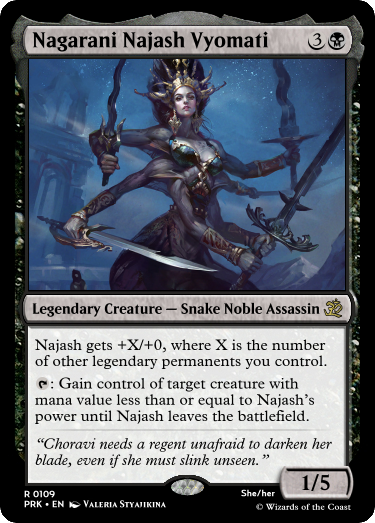 Nagarani Najash Vyomati 3
Legendary Creature — Snake Noble Assassin
Najash gets +X/+0, where X is the number
of other legendary permanents you control.
: Gain control of target creature with
mana value less than or equal to Najash's
power until Najash leaves the battlefield.
“Choravi needs a regent unafraid to darken her
blade, even if she must slink unseen.”
1/5
R 0109
She/her
PRK • EN VALERIA STYAJIKINA
© Wizards of the Coast